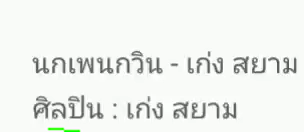 นกเพนกวิน - เก่ง สยาม
ศิลปิน : เก่ง สยาม